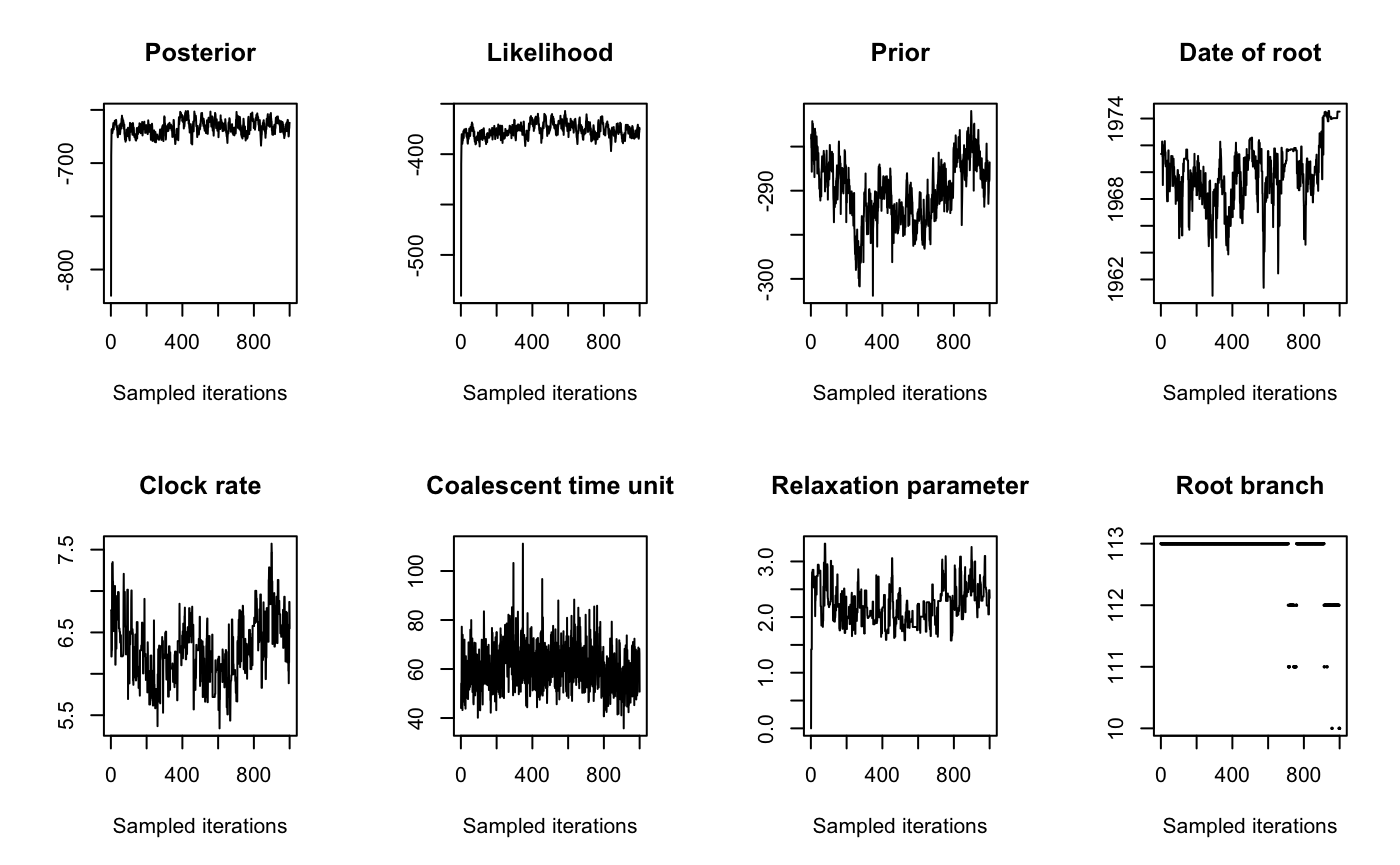 Posterior
Likelihood
Prior
Date of root
-700
-800
0 400 800
Sampled iterations
-400
-500
0 400 800
Sampled iterations
-290
-300
0 400 800
Sampled iterations
1974
1968
1962
0 400 800
Sampled iterations
Clock rate
Coalescent time unit
Relaxation parameter
Root branch
7.5
6.5
5.5
0 400 800
Sampled iterations
100
80
60
40
0 400 800
Sampled iterations
3.0
2.0
1.0
0.0
0 400 800
Sampled iterations
113
112
111
10
0 400 800
Sampled iterations